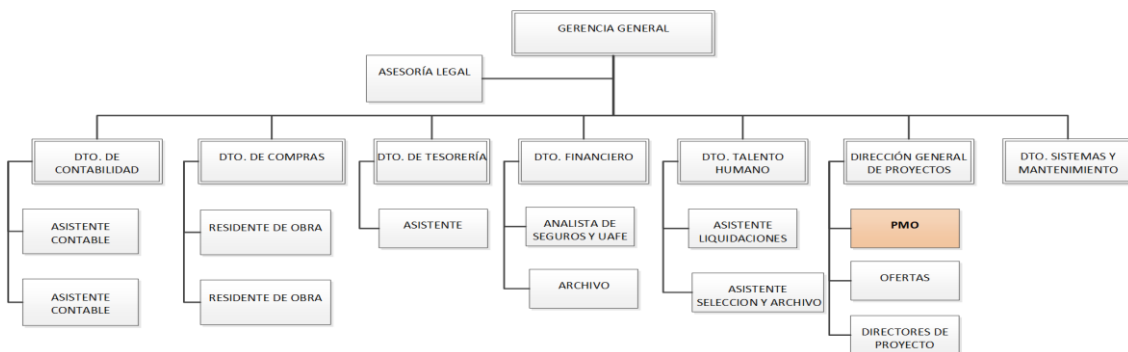 GERENCIA GENERAL
ASESORÍA LEGAL
DTO. DE
CONTABILIDAD
DTO. DE COMPRAS
DTO. DE TESORERÍA
DTO. FINANCIERO
DTO. TALENTO
HUMANO
DIRECCIÓN GENERAL
DE PROYECTOS
DTO. SISTEMAS Y
MANTENIMIENTO
ASISTENTE
CONTABLE
RESIDENTE DE OBRA
ASISTENTE
ANALISTA DE
SEGUROS Y UAFE
ASISTENTE
LIQUIDACIONES
PMO
ASISTENTE
CONTABLE
RESIDENTE DE OBRA
ARCHIVO
ASISTENTE
SELECCION Y ARCHIVO
OFERTAS
DIRECTORES DE
PROYECTO